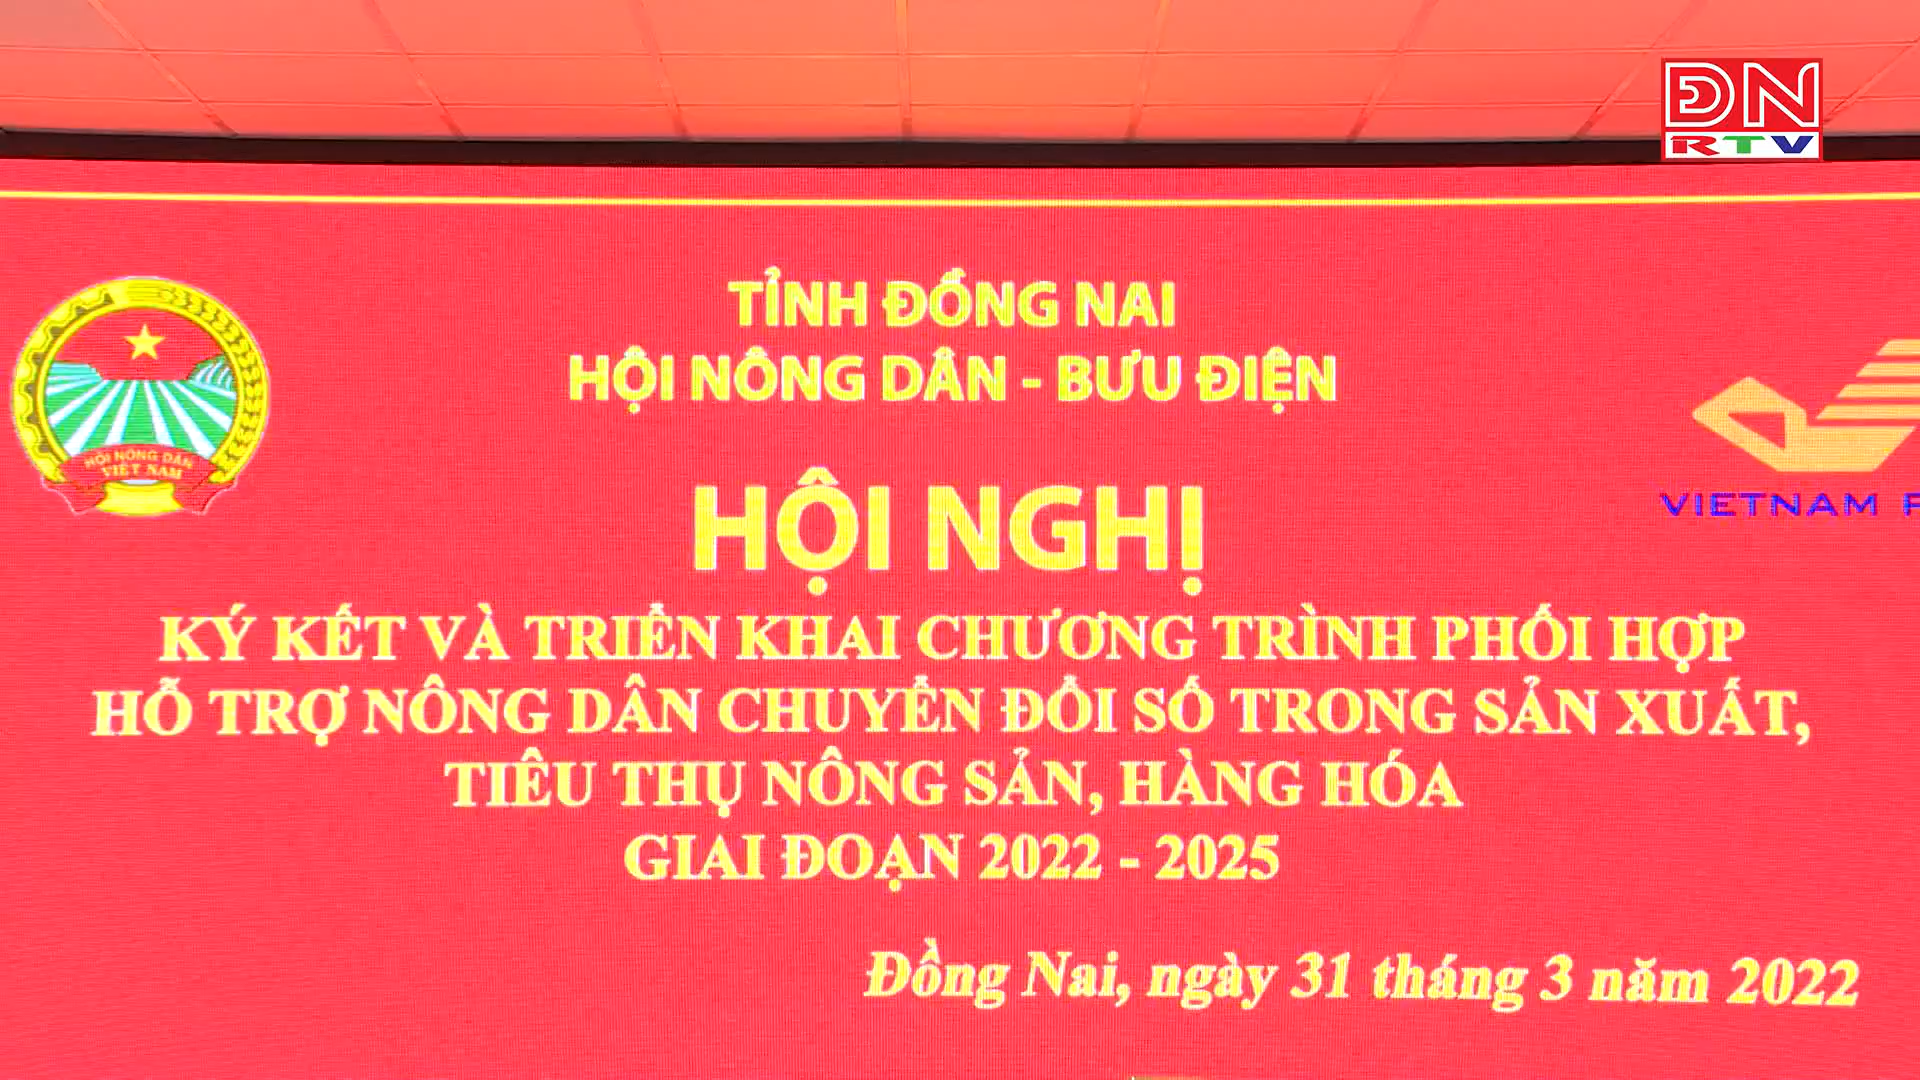 ĐN
RTV
TỈNH ĐỒNG NAI
HỘI NÔNG DÂN - BƯU ĐIỆN
HỘI NÔNG DÂN
VIỆT NAM
VIETNAM P
HỘI NGHỊ
KÝ KẾT VÀ TRIỂN KHAI CHƯƠNG TRÌNH PHỐI HỢP
HỖ TRỢ NÔNG DÂN CHUYỂN ĐỔI SỐ TRONG SẢN XUẤT,
TIÊU THỤ NÔNG SẢN, HÀNG HÓA
GIAI ĐOẠN 2022 - 2025
Đồng Nai, ngày 31 tháng 3 năm 2022